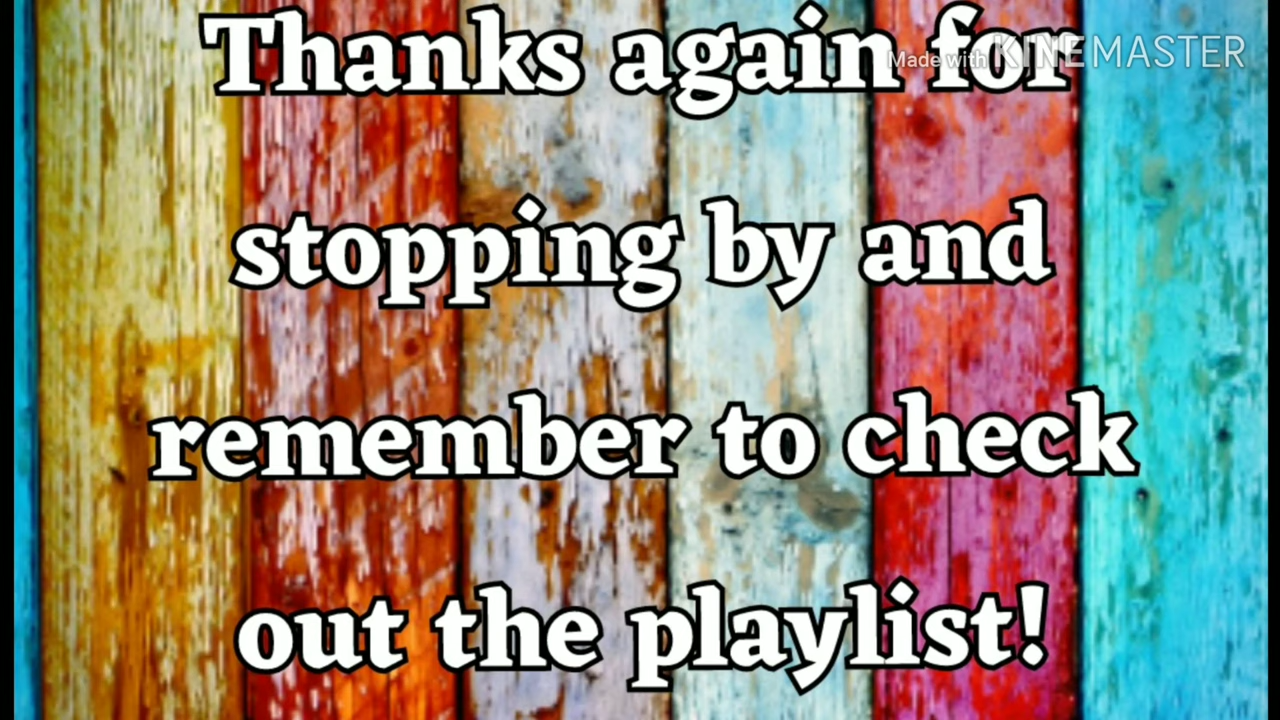 Thanks again for
Made with KINEMASTER
stopping by and
remember to check
out the playlist!